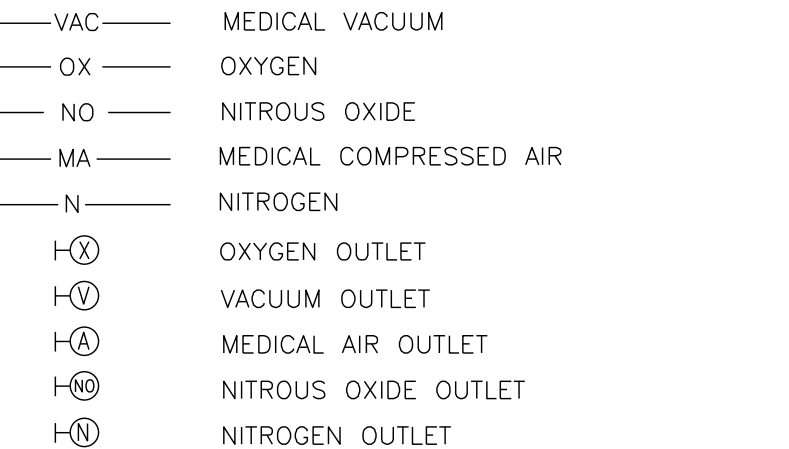 VAC MEDICAL VACUUM
OX OXYGEN
NO NITROUS OXIDE
MA MEDICAL COMPRESSED AIR
N NITROGEN
X OXYGEN OUTLET
V VACUUM OUTLET
A MEDICAL AIR OUTLET
NO NITROUS OXIDE OUTLET
N NITROGEN OUTLET